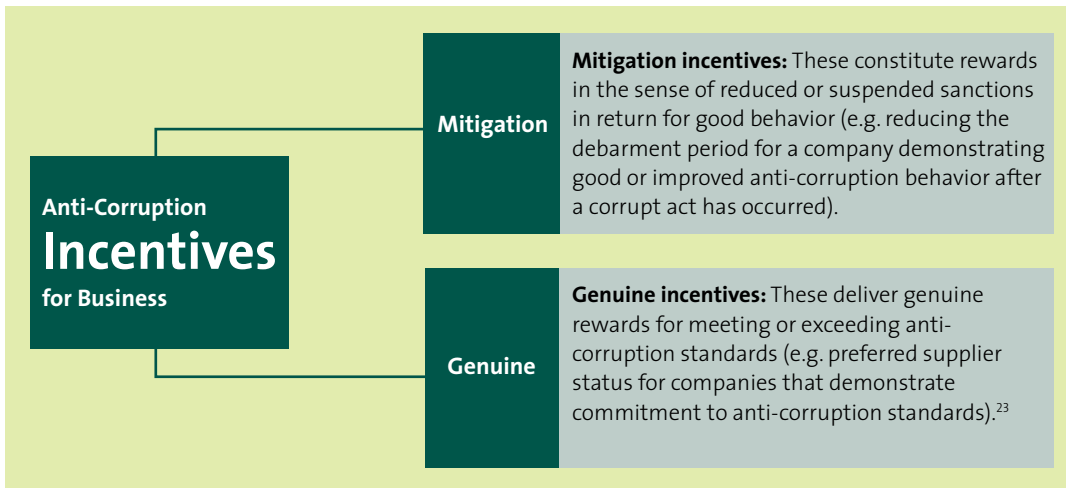 Anti-Corruption
Incentives
for Business
Mitigation
Mitigation incentives: These constitute rewards
in the sense of reduced or suspended sanctions
in return for good behavior (e.g. reducing the
debarment period for a company demonstrating
good or improved anti-corruption behavior after
a corrupt act has occurred).
Genuine
Genuine incentives: These deliver genuine
rewards for meeting or exceeding anti-
corruption standards (e.g. preferred supplier
status for companies that demonstrate
commitment to anti-corruption standards).23